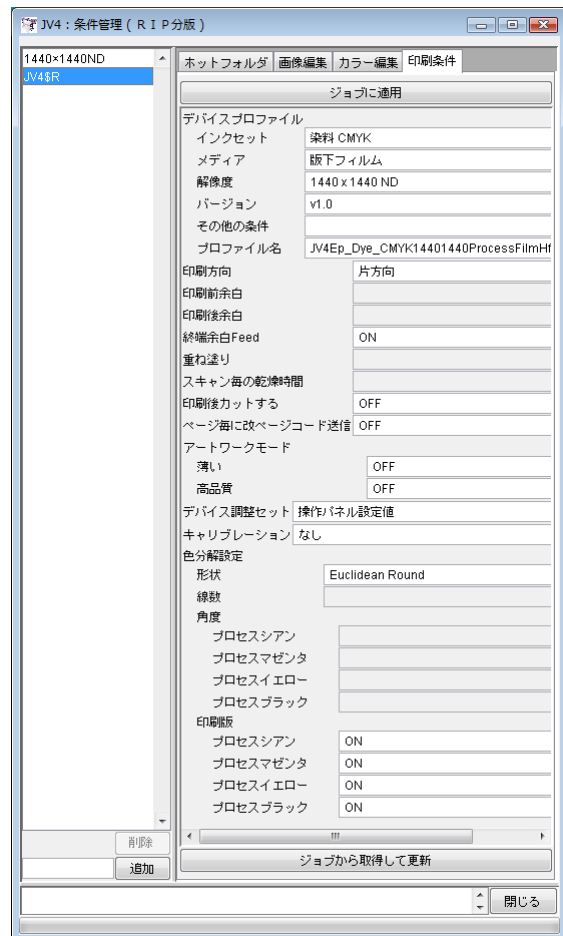 JV4：条件管理（ＲＩＰ分版）
1440×1440ND
JV4$R
ホットフォルダ 画像編集 カラー編集 印刷条件
ジョブに適用
デバイスプロファイル
インクセット 染料 CMYK
メディア 版下フィルム
解像度 1440 x 1440 ND
バージョン v1.0
その他の条件
プロファイル名 JV4Ep_Dye_CMYK14401440ProcessFilmHf
印刷方向 片方向
印刷前余白
印刷後余白
終端余白Feed ON
重ね塗り
スキャン毎の乾燥時間
印刷後カットする OFF
ページ毎に改ページコード送信 OFF
アートワークモード
薄い OFF
高品質 OFF
デバイス調整セット 操作パネル設定値
キャリブレーション なし
色分解設定
形状 Euclidean Round
線数
角度
プロセスシアン
プロセスマゼンタ
プロセスイエロー
プロセスブラック
印刷版
プロセスシアン ON
プロセスマゼンタ ON
プロセスイエロー ON
プロセスブラック ON
削除
追加
ジョブから取得して更新
閉じる